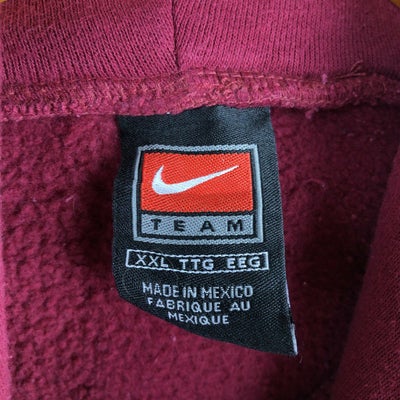 TEAM
XXL TTG EEG
MADE IN MEXICO
FABRIQUE AU
MEXIQUE